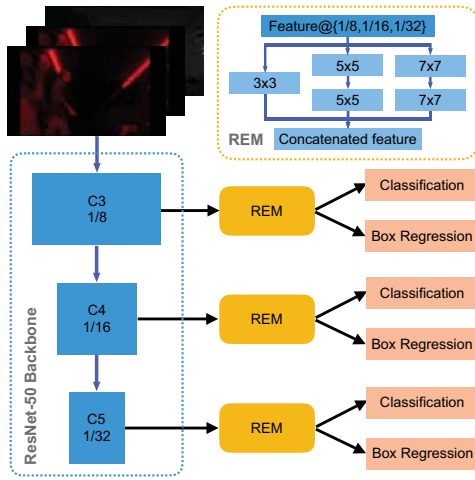 Feature@{1/8,1/16,1/32}
3x3
5x5
7x7
5x5
7x7
REM
Concatenated feature
C3
1/8
REM
Classification
Box Regression
C4
1/16
REM
Classification
Box Regression
C5
1/32
REM
Classification
Box Regression
ResNet-50 Backbone